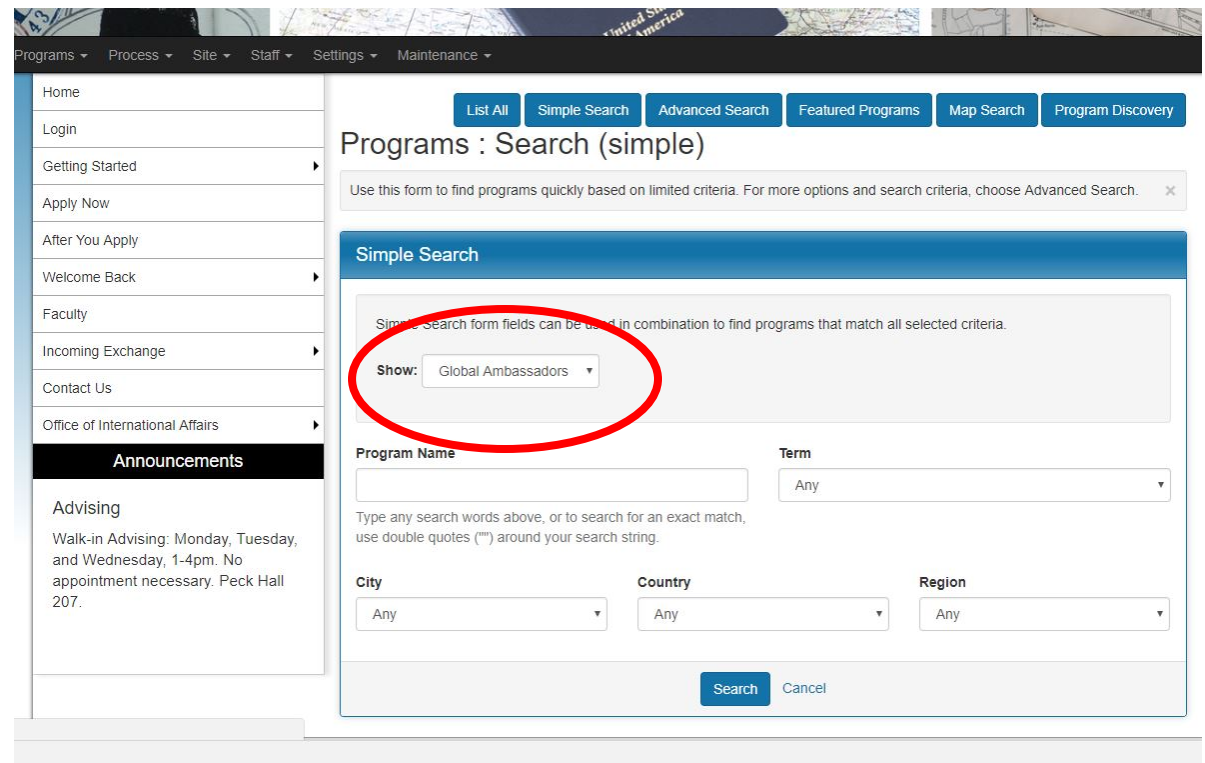 43
United States
America
Programs Process Site Staff Settings Maintenance
Home
Login
Getting Started
Apply Now
After You Apply
Welcome Back
Faculty
Incoming Exchange
Contact Us
Office of International Affairs
Announcements
Advising
Walk-in Advising: Monday, Tuesday,
and Wednesday, 1-4pm. No
appointment necessary. Peck Hall
207.
List All Simple Search Advanced Search Featured Programs Map Search Program Discovery
Programs : Search (simple)
Use this form to find programs quickly based on limited criteria. For more options and search criteria, choose Advanced Search. ×
Simple Search
Simple Search form fields can be used in combination to find programs that match all selected criteria.
Show: Global Ambassadors
Program Name
Term
Any
Type any search words above, or to search for an exact match,
use double quotes ("") around your search string.
City Country Region
Any Any Any
Search Cancel